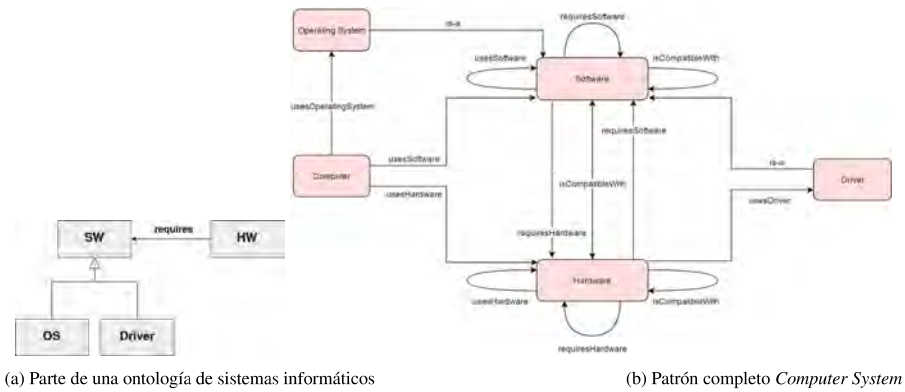 SW
requires
HW
OS
Driver
(a) Parte de una ontología de sistemas informáticos
Operating System
is-a
requiresSoftware
usesSoftware
isCompatibleWith
Software
usesOperatingSystem
requiresSoftware
Computer
usesSoftware
usesHardware
isCompatibleWith
is-a
Driver
usesDriver
requiresHardware
Hardware
usesHardware
isCompatibleWith
requiresHardware
(b) Patrón completo Computer System